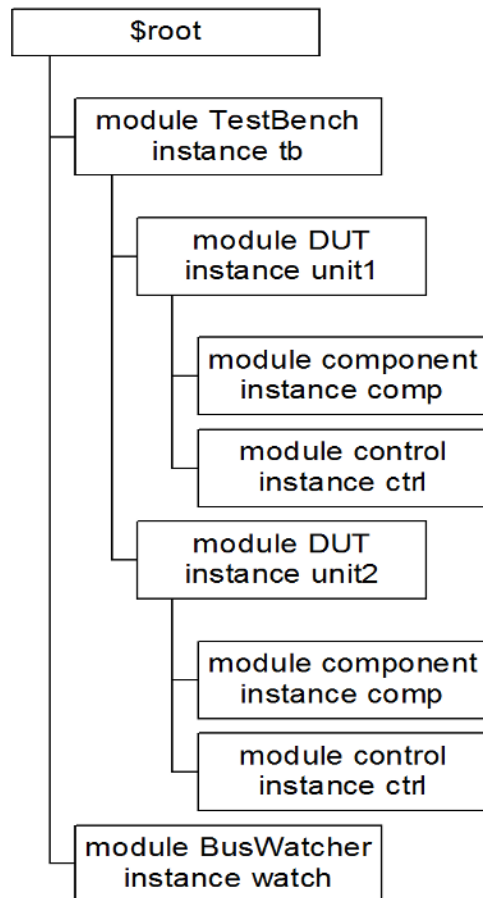 $root
module TestBench
instance tb
module DUT
instance unit1
module component
instance comp
module control
instance ctrl
module DUT
instance unit2
module component
instance comp
module control
instance ctrl
module BusWatcher
instance watch